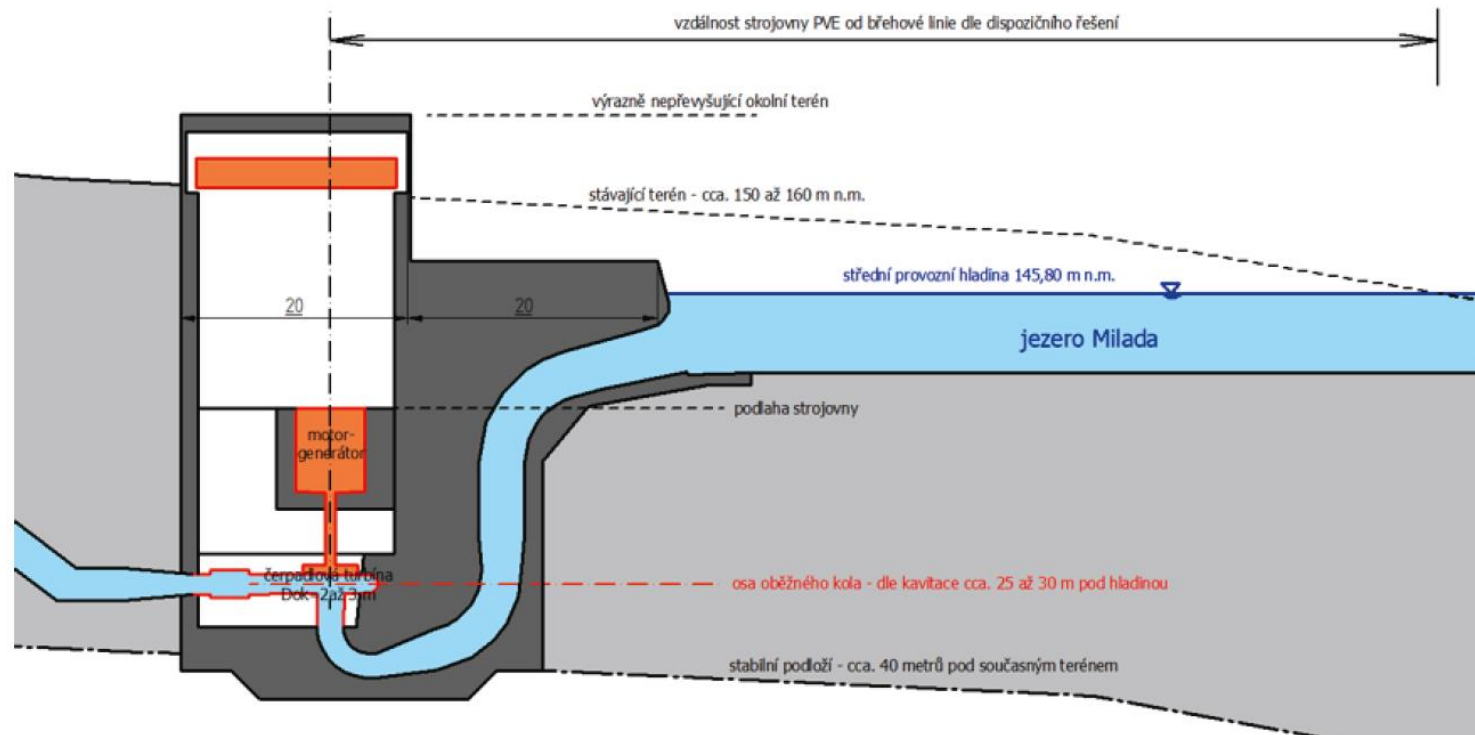 vzdálnost strojovny PVE od břehové linie dle dispozičního řešení
výrazně nepřevyšující okolní terén
stávající terén - cca. 150 až 160 m n.m.
střední provozní hladina 145,80 m n.m.
20
20
jezero Milada
podlaha strojovny
motor-
generátor
čerpadlová turbína
Dok= 2až 3 m
osa oběžného kola - dle kavitace cca. 25 až 30 m pod hladinou
stabilní podloží - cca. 40 metrů pod současným terénem